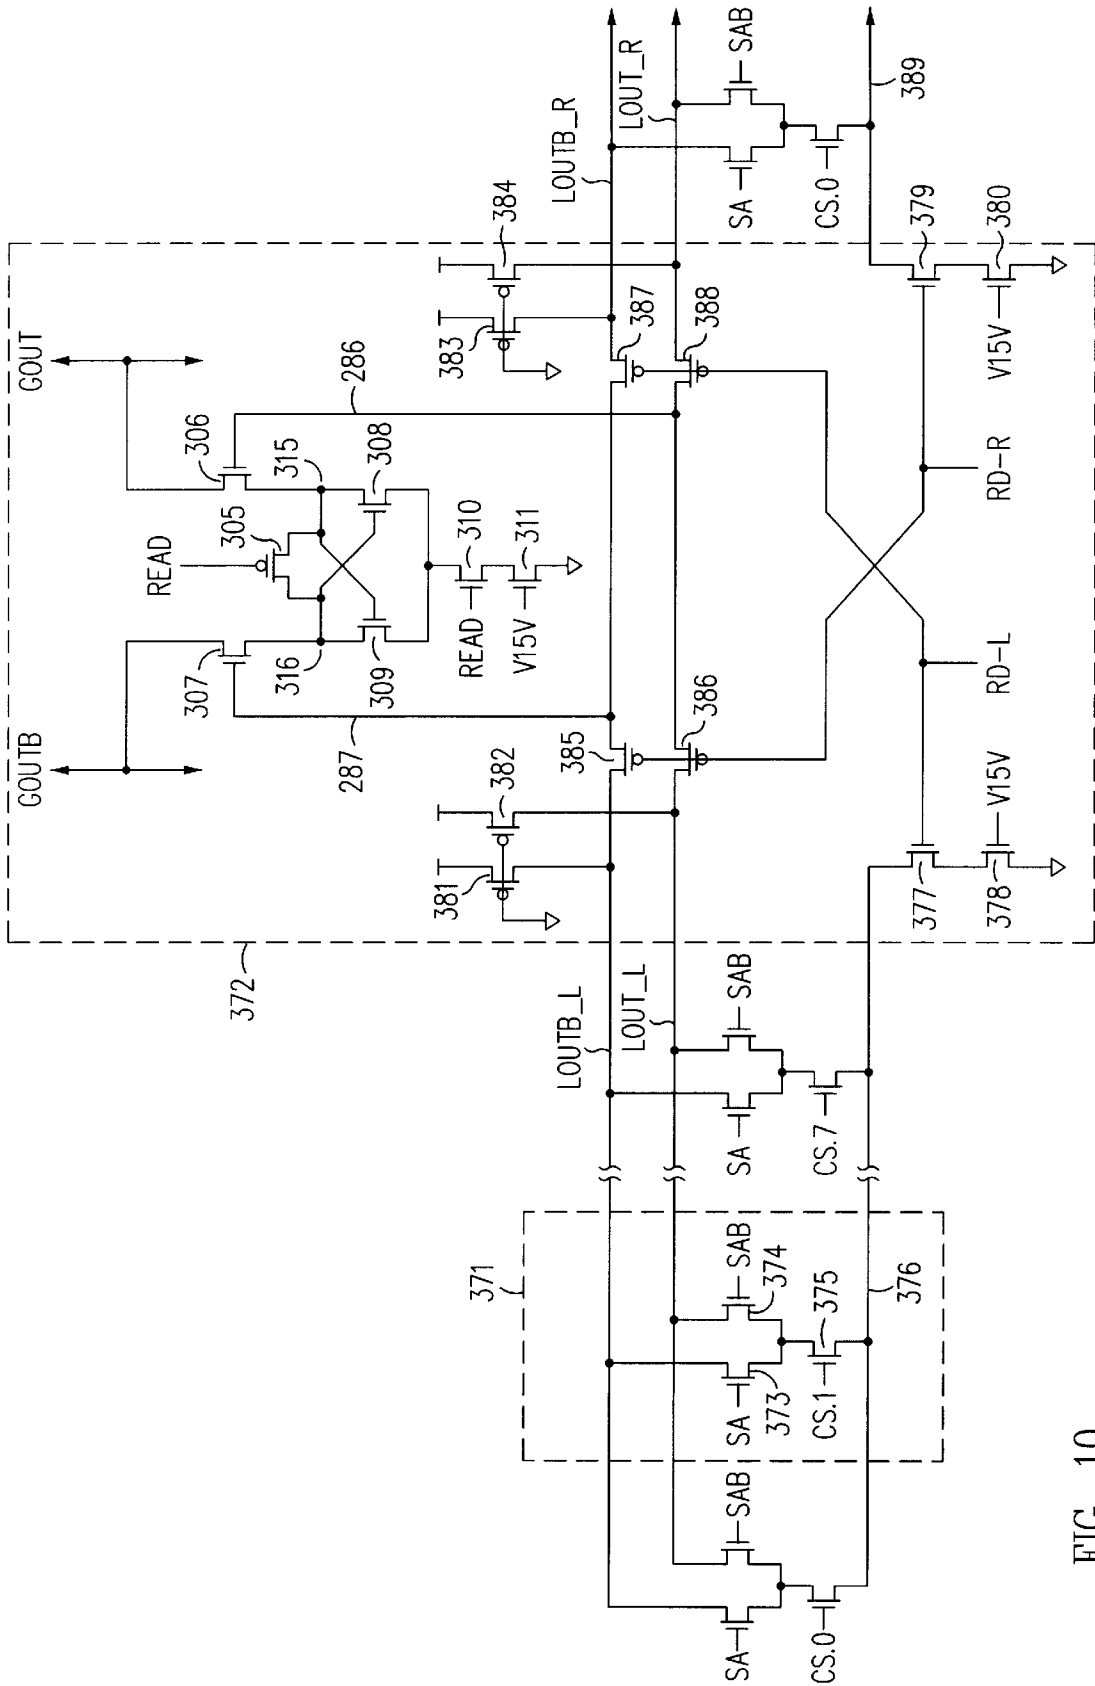 GOUTB
GOUT
READ
307
305
306
316
315
309
308
287
286
READ
310
V15V
311
372
381
382
383
384
LOUTB_R
LOUT_R
385
386
387
388
LOUTB_L
LOUT_L
371
SA
SAB
SA
SAB
373
374
SA
SAB
SA
SAB
CS.0
CS.1
375
CS.7
CS.0
376
389
377
378
V15V
RD-L
RD-R
379
380
V15V
FIG. 10